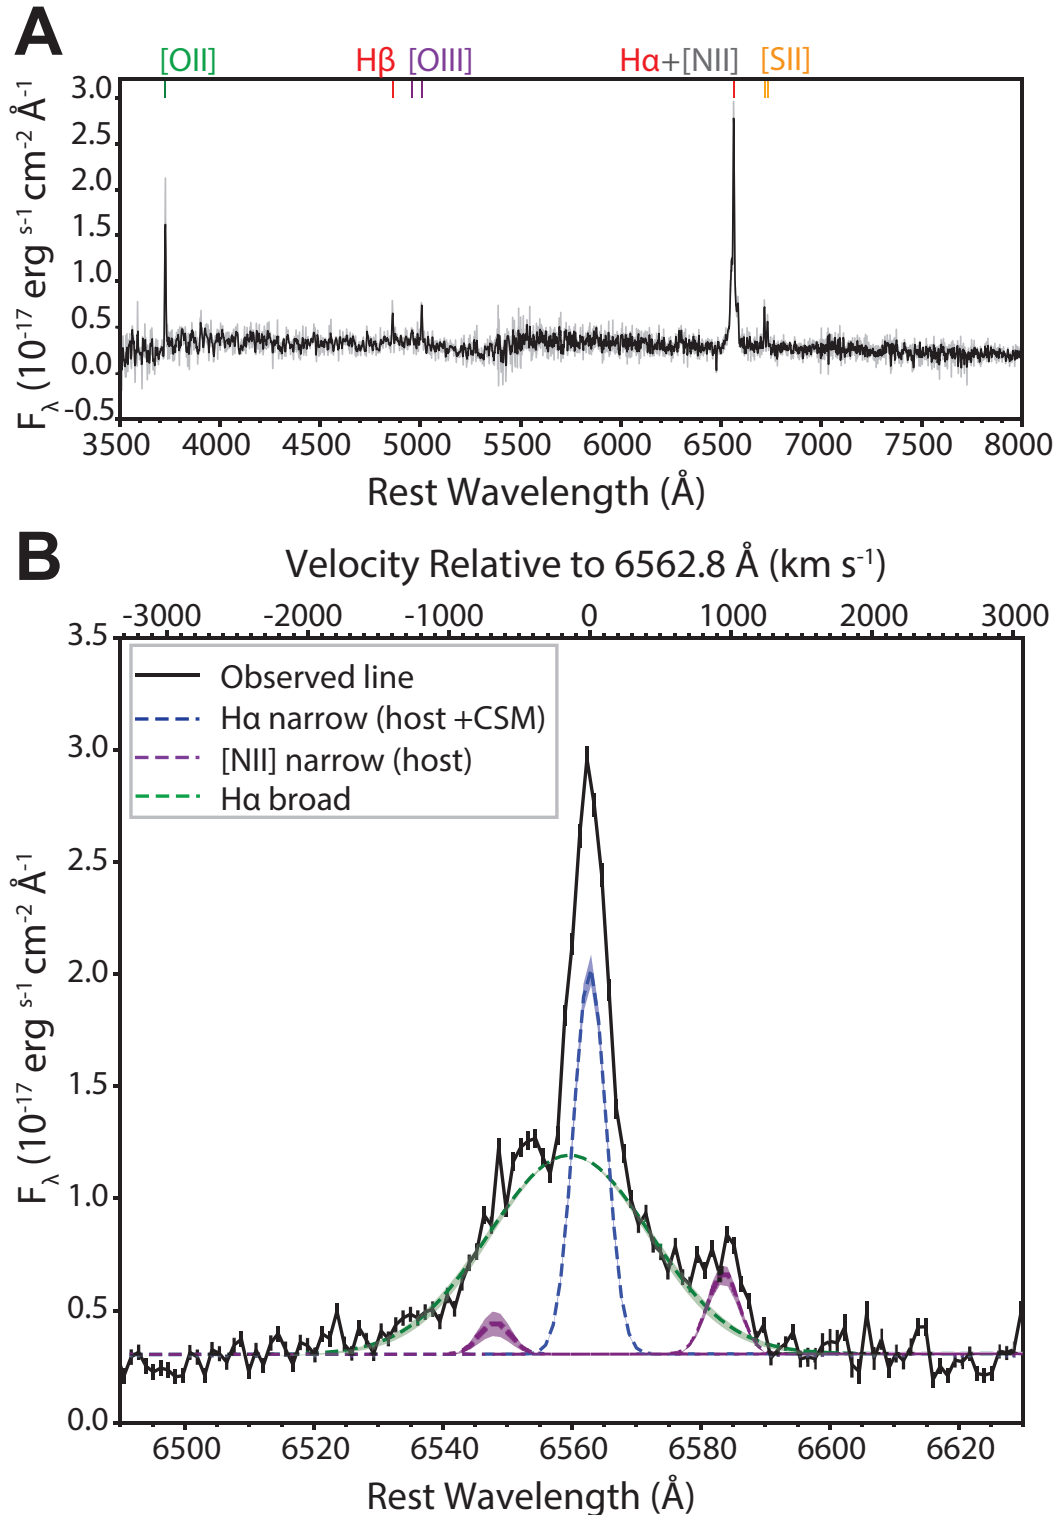 A
[OII] Hβ [OIII] Hα+[NII] [SII]
3.0
2.5
2.0
1.5
1.0
0.5
0.0
-0.5
F_λ (10^-17 erg ^s-1 cm^-2 Å^-1
3500 4000 4500 5000 5500 6000 6500 7000 7500 8000
Rest Wavelength (Å)
B
Velocity Relative to 6562.8 Å (km s^-1)
-3000 -2000 -1000 0 1000 2000 3000
3.5
3.0
2.5
2.0
1.5
1.0
0.5
0.0
F_λ (10^-17 erg ^s-1 cm^-2 Å^-1
Observed line
Hα narrow (host +CSM)
[NII] narrow (host)
Hα broad
6500 6520 6540 6560 6580 6600 6620
Rest Wavelength (Å)